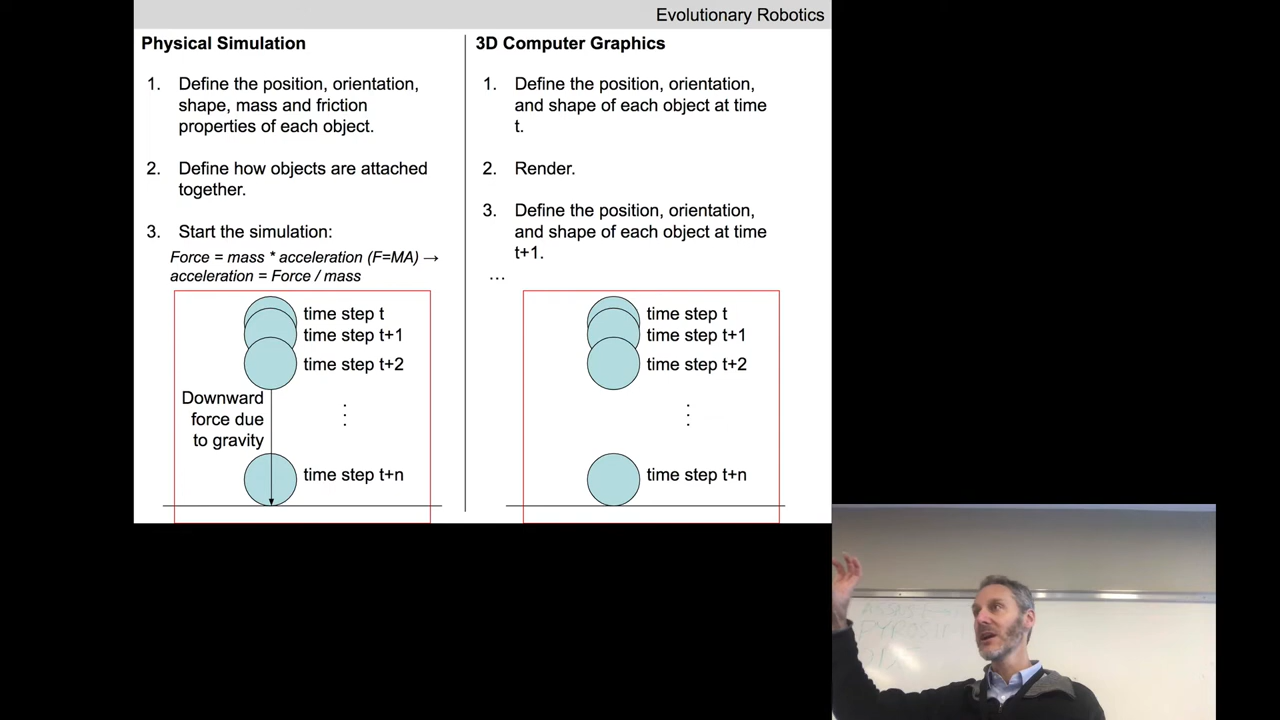 Evolutionary Robotics
Physical Simulation
1. Define the position, orientation,
shape, mass and friction
properties of each object.
2. Define how objects are attached
together.
3. Start the simulation:
Force = mass * acceleration (F=MA) →
acceleration = Force / mass
time step t
time step t+1
time step t+2
Downward
force due
to gravity
⋮
time step t+n
3D Computer Graphics
1. Define the position, orientation,
and shape of each object at time
t.
2. Render.
3. Define the position, orientation,
and shape of each object at time
t+1.
…
time step t
time step t+1
time step t+2
⋮
time step t+n